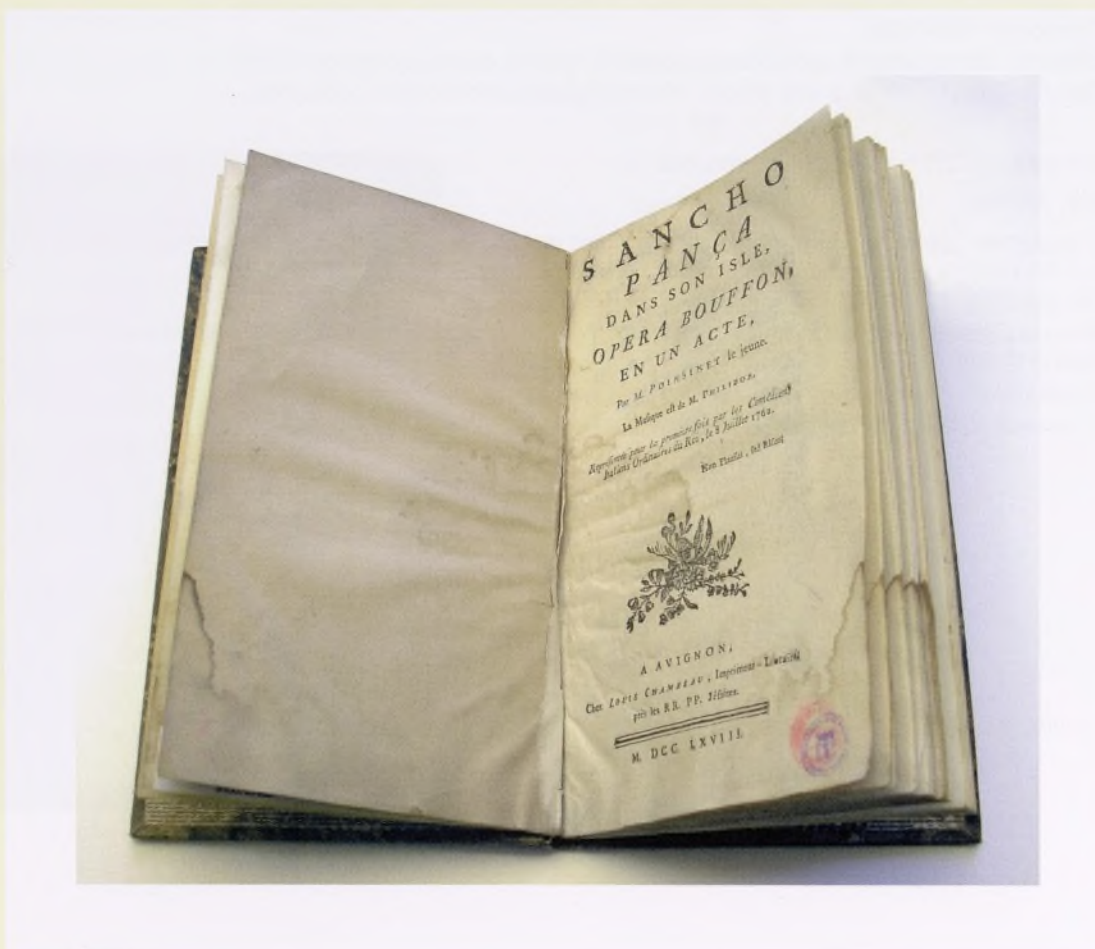 SANCHO
PANÇA
DANS SON ISLE,
OPERA BOUFFON,
EN UN ACTE,
Par M. POINSINET le jeune.
La Musique est de M. PHILIDOR.
Représenté pour la premiere fois par les Comédiens
Italiens Ordinaires du Roi, le 8 Juillet 1762.
A AVIGNON,
Chez LOUIS CHAMBEAU, Imprimeur-Libraire
près les RR. PP. Jésuites.
M. DCC. LXVIII.